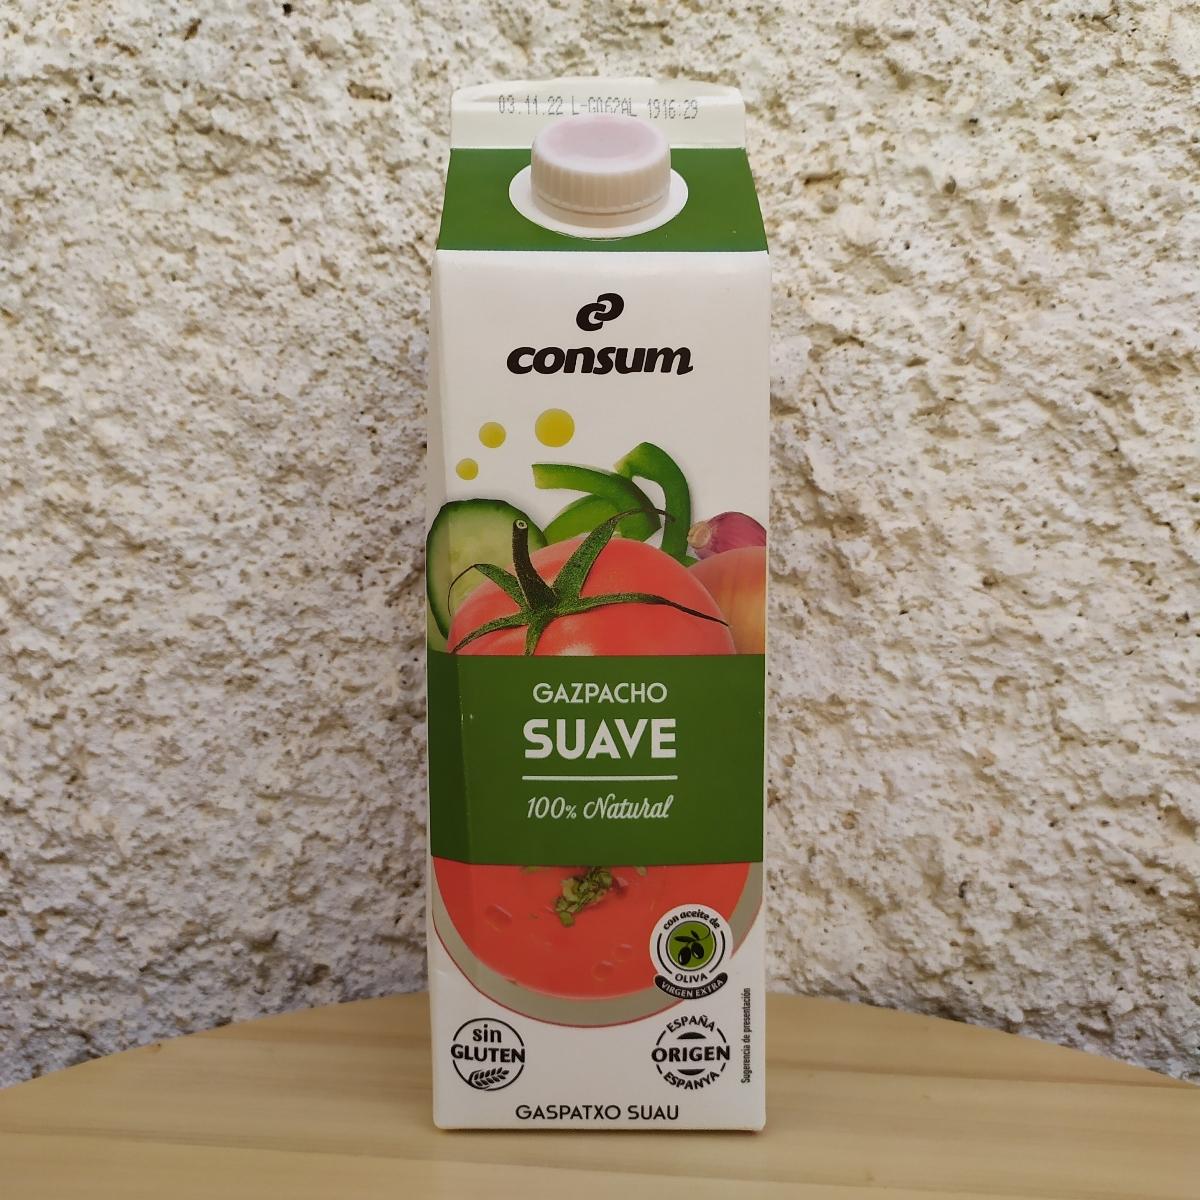 03.11.22 L-G062AL 1916:29
consum
GAZPACHO
SUAVE
100% Natural
con aceite de
OLIVA
VIRGEN EXTRA
sin
GLUTEN
ESPAÑA
ORIGEN
ESPANYA
Sugerencia de presentación
GASPATXO SUAU